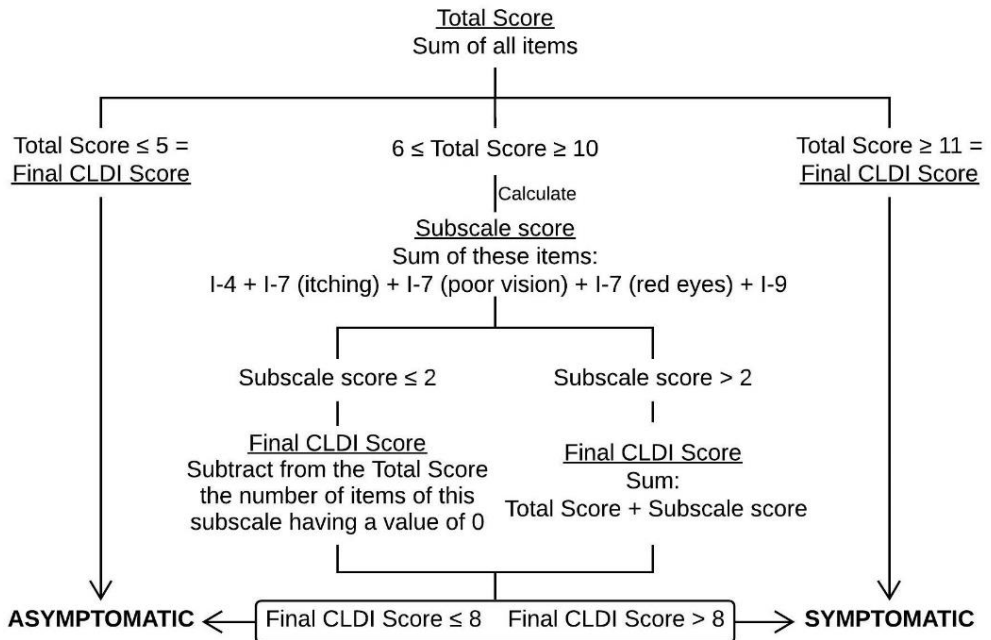 Total Score
Sum of all items
Total Score ≤ 5 =
Final CLDI Score
6 ≤ Total Score ≥ 10
Total Score ≥ 11 =
Final CLDI Score
Calculate
Subscale score
Sum of these items:
I-4 + I-7 (itching) + I-7 (poor vision) + I-7 (red eyes) + I-9
Subscale score ≤ 2
Subscale score > 2
Final CLDI Score
Subtract from the Total Score
the number of items of this
subscale having a value of 0
Final CLDI Score
Sum:
Total Score + Subscale score
ASYMPTOMATIC
Final CLDI Score ≤ 8
Final CLDI Score > 8
SYMPTOMATIC